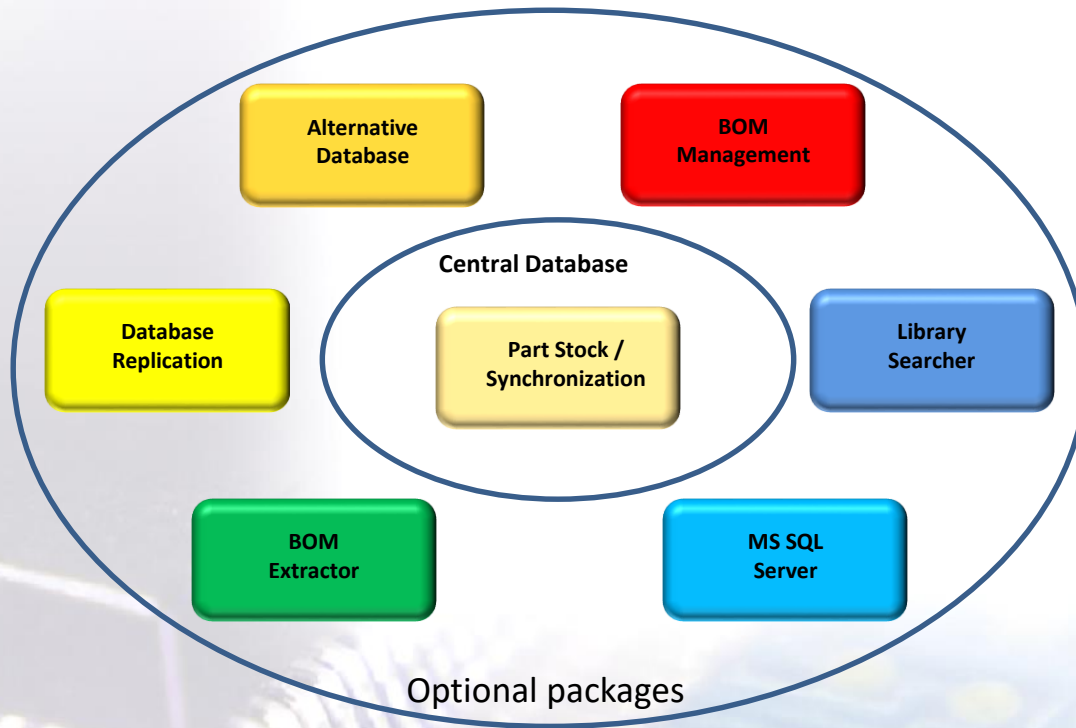 Alternative
Database
BOM
Management
Central Database
Database
Replication
Part Stock /
Synchronization
Library
Searcher
BOM
Extractor
MS SQL
Server
Optional packages